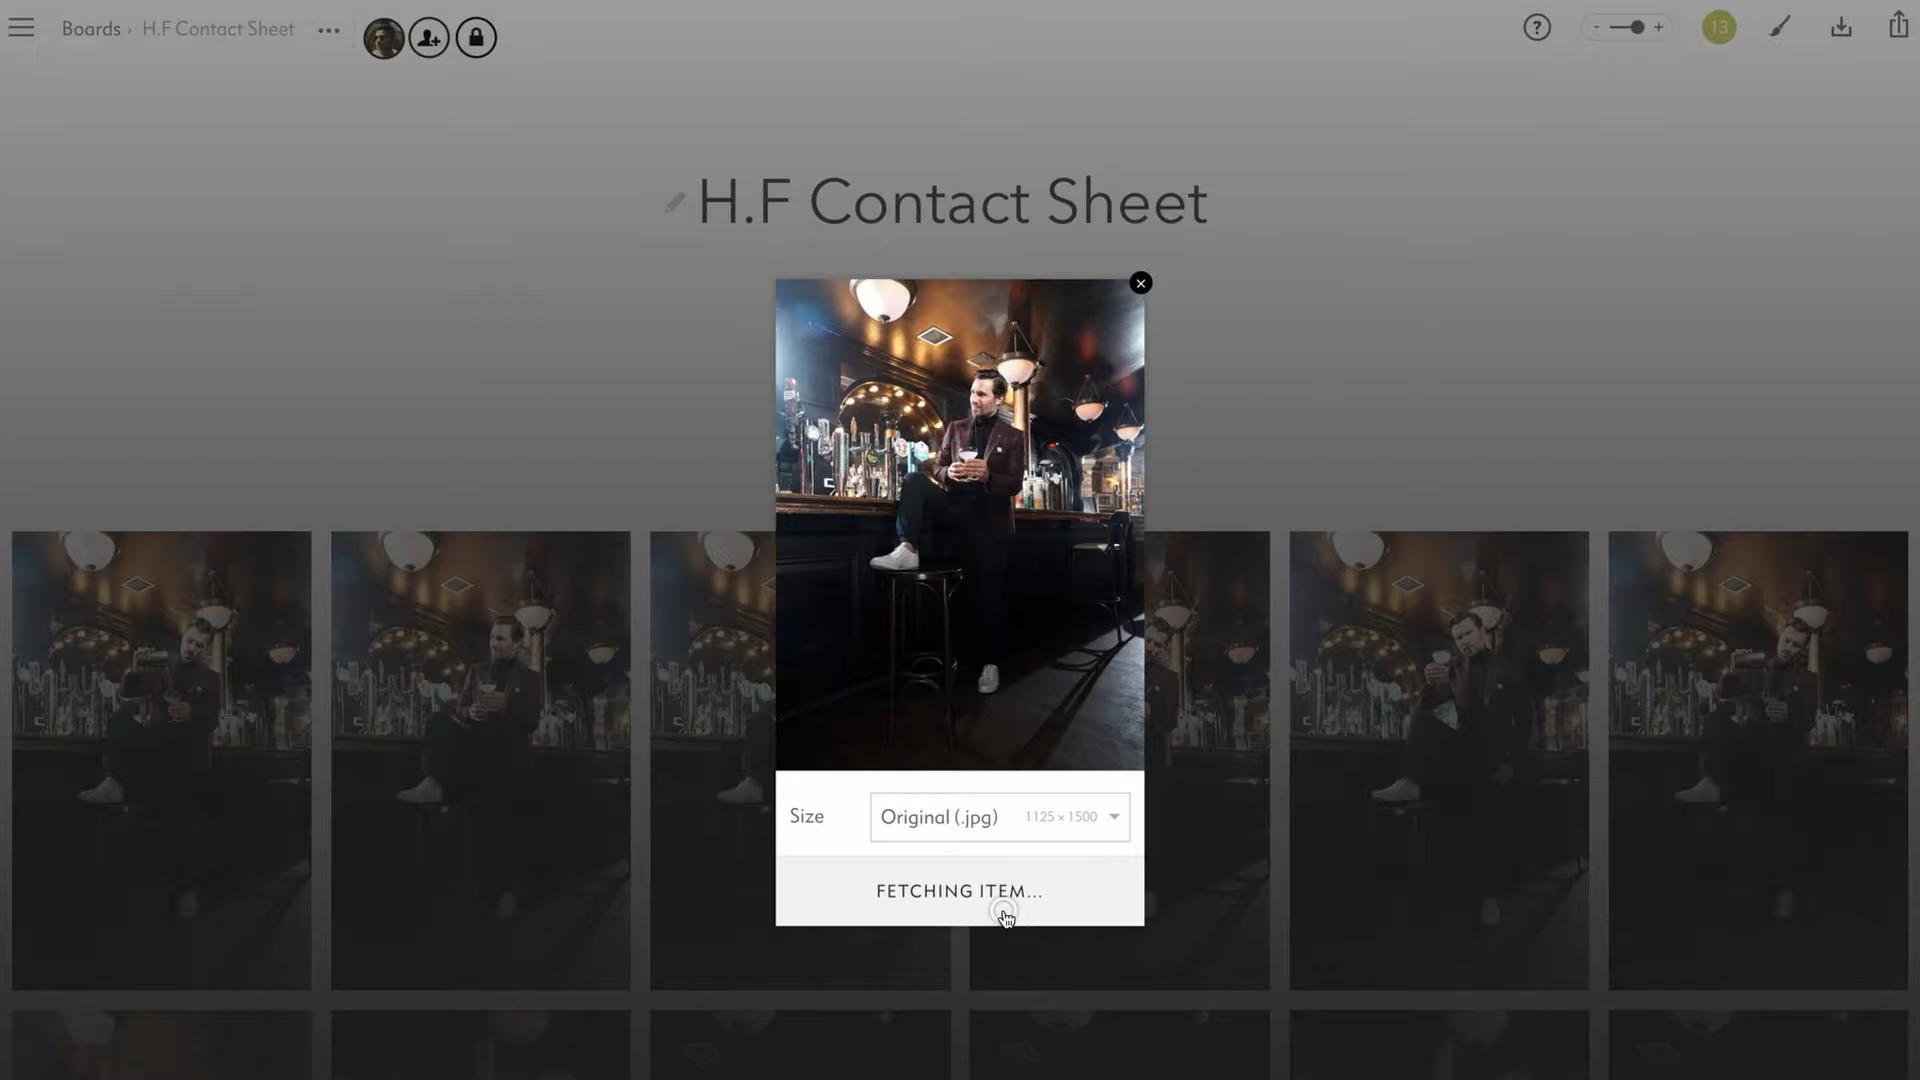 Boards › H.F Contact Sheet •••
? - + 13
H.F Contact Sheet
Size Original (.jpg) 1125 × 1500
FETCHING ITEM...